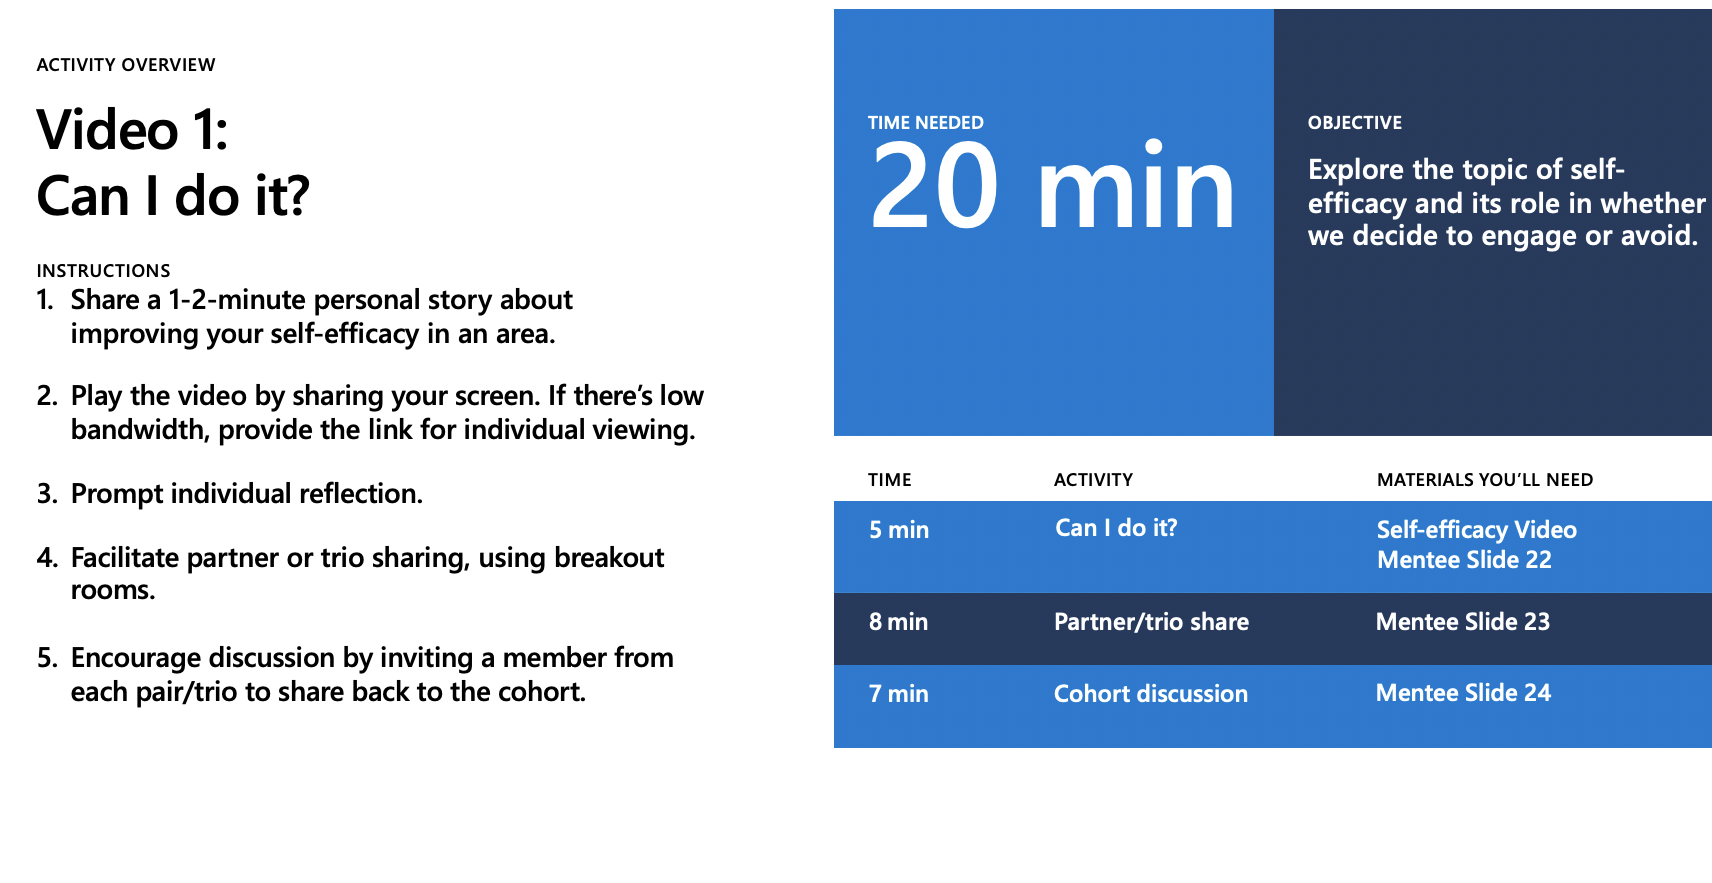 ACTIVITY OVERVIEW
Video 1:
Can I do it?
INSTRUCTIONS
1. Share a 1-2-minute personal story about
improving your self-efficacy in an area.
2. Play the video by sharing your screen. If there’s low
bandwidth, provide the link for individual viewing.
3. Prompt individual reflection.
4. Facilitate partner or trio sharing, using breakout
rooms.
5. Encourage discussion by inviting a member from
each pair/trio to share back to the cohort.
TIME NEEDED
20 min
OBJECTIVE
Explore the topic of self-
efficacy and its role in whether
we decide to engage or avoid.
TIME ACTIVITY MATERIALS YOU’LL NEED
5 min Can I do it? Self-efficacy Video
Mentee Slide 22
8 min Partner/trio share Mentee Slide 23
7 min Cohort discussion Mentee Slide 24